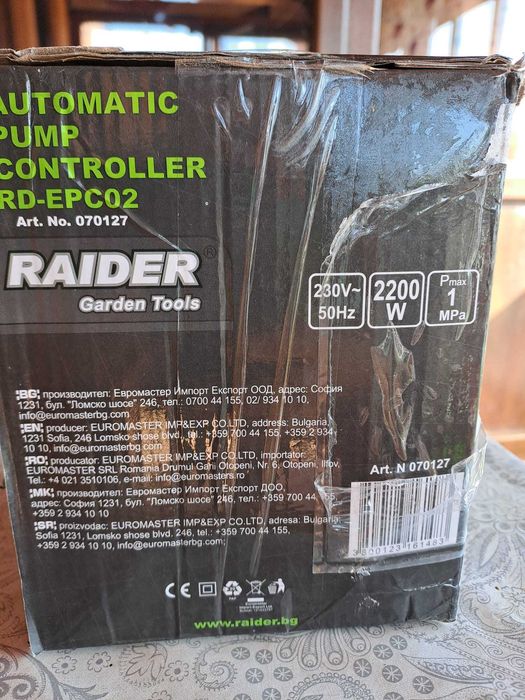 AUTOMATIC
PUMP
CONTROLLER
RD-EPC02
Art. No. 070127
RAIDER®
Garden Tools
230V~
50Hz
2200
W
Pmax
1
MPa
:BG: производител: Евромастер Импорт Експорт ООД, адрес: София
1231, бул. "Ломско шосе" 246, тел.: 0700 44 155, 02/ 934 10 10,
info@euromasterbg.com
:EN: producer: EUROMASTER IMP&EXP CO.LTD, address: Bulgaria,
1231 Sofia, 246 Lomsko shose blvd., tel.: +359 700 44 155, +359 2 934
10 10, info@euromasterbg.com
:RO: producator: EUROMASTER IMP&EXP CO.LTD, importator:
EUROMASTER SRL Romania Drumul Garii Otopeni, Nr. 6, Otopeni, Ilfov,
Tel: +4 021 3510106, e-mail: info@euromasters.ro
:MK: производител: Евромастер Импорт Експорт ДОО,
адрес: София 1231, бул. "Ломско шосе" 246, тел.: +359 700 44 155,
+359 2 934 10 10
:SR: proizvodac: EUROMASTER IMP&EXP CO.LTD, adresa: Bulgaria,
Sofia 1231, Lomsko shose blvd. 246, tel.: +359 700 44 155,
+359 2 934 10 10, info@euromasterbg.com
Art. N 070127
3800123161483
CE
PAP
www.raider.bg